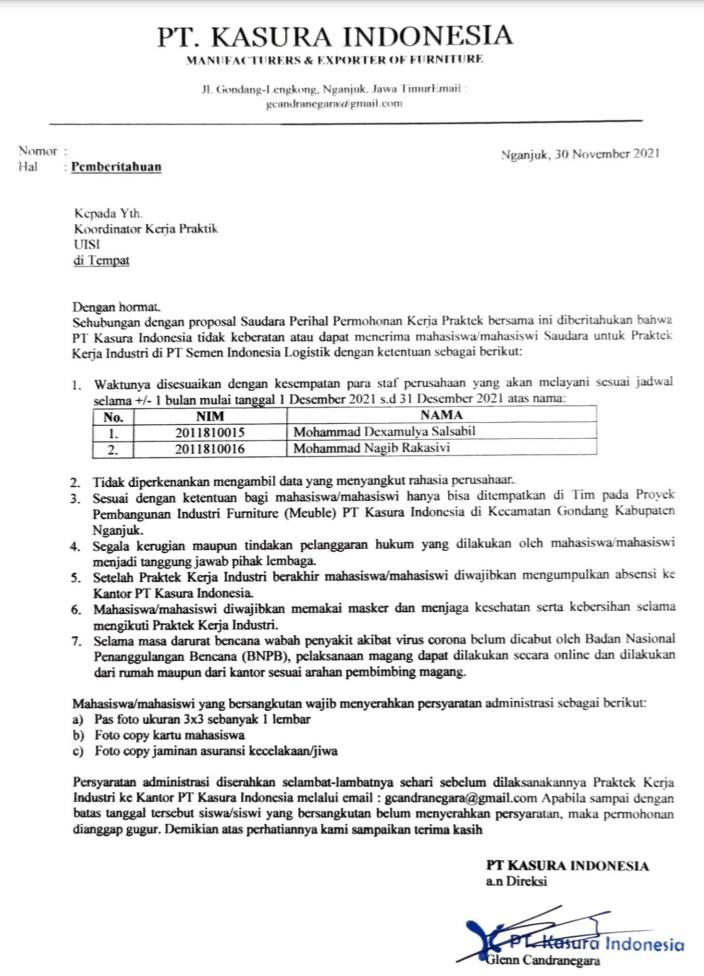 PT. KASURA INDONESIA
MANUFACTURERS & EXPORTER OF FURNITURE
Jl. Gondang-Lengkong, Nganjuk, Jawa TimurEmail :
gcandranegara@gmail.com
Nomor :
Nganjuk, 30 November 2021
Hal : Pemberitahuan
Kepada Yth.
Koordinator Kerja Praktik
UISI
di Tempat
Dengan hormat,
Sehubungan dengan proposal Saudara Perihal Permohonan Kerja Praktek bersama ini diberitahukan bahwa
PT Kasura Indonesia tidak keberatan atau dapat menerima mahasiswa/mahasiswi Saudara untuk Praktek
Kerja Industri di PT Semen Indonesia Logistik dengan ketentuan sebagai berikut:
1. Waktunya disesuaikan dengan kesempatan para staf perusahaan yang akan melayani sesuai jadwal
selama +/- 1 bulan mulai tanggal 1 Desember 2021 s.d 31 Desember 2021 atas nama:
No. NIM NAMA
1. 2011810015 Mohammad Dexamulya Salsabil
2. 2011810016 Mohammad Nagib Rakasivi
2. Tidak diperkenankan mengambil data yang menyangkut rahasia perusahaar..
3. Sesuai dengan ketentuan bagi mahasiswa/mahasiswi hanya bisa ditempatkan di Tim pada Proyek
Pembangunan Industri Furniture (Meuble) PT Kasura Indonesia di Kecamatan Gondang Kabupaten
Nganjuk.
4. Segala kerugian maupun tindakan pelanggaran hukum yang dilakukan oleh mahasiswa/mahasiswi
menjadi tanggung jawab pihak lembaga.
5. Setelah Praktek Kerja Industri berakhir mahasiswa/mahasiswi diwajibkan mengumpulkan absensi ke
Kantor PT Kasura Indonesia.
6. Mahasiswa/mahasiswi diwajibkan memakai masker dan menjaga kesehatan serta kebersihan selama
mengikuti Praktek Kerja Industri.
7. Selama masa darurat bencana wabah penyakit akibat virus corona belum dicabut oleh Badan Nasional
Penanggulangan Bencana (BNPB), pelaksanaan magang dapat dilakukan secara online dan dilakukan
dari rumah maupun dari kantor sesuai arahan pembimbing magang.
Mahasiswa/mahasiswi yang bersangkutan wajib menyerahkan persyaratan administrasi sebagai berikut:
a) Pas foto ukuran 3x3 sebanyak 1 lembar
b) Foto copy kartu mahasiswa
c) Foto copy jaminan asuransi kecelakaan/jiwa
Persyaratan administrasi diserahkan selambat-lambatnya sehari sebelum dilaksanakannya Praktek Kerja
Industri ke Kantor PT Kasura Indonesia melalui email : gcandranegara@gmail.com Apabila sampai dengan
batas tanggal tersebut siswa/siswi yang bersangkutan belum menyerahkan persyaratan, maka permohonan
dianggap gugur. Demikian atas perhatiannya kami sampaikan terima kasih
PT KASURA INDONESIA
a.n Direksi
PT. Kasura Indonesia
Glenn Candranegara